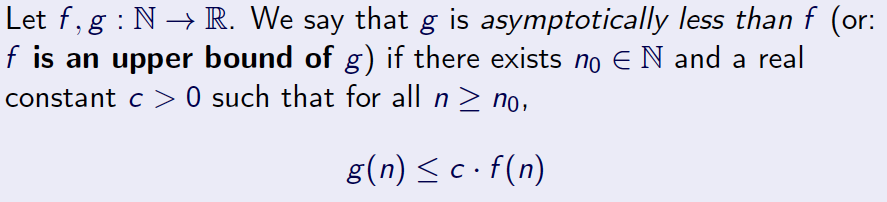 Let f, g : ℕ → ℝ. We say that g is asymptotically less than f (or:
f is an upper bound of g) if there exists n₀ ∈ ℕ and a real
constant c > 0 such that for all n ≥ n₀,
g(n) ≤ c · f(n)